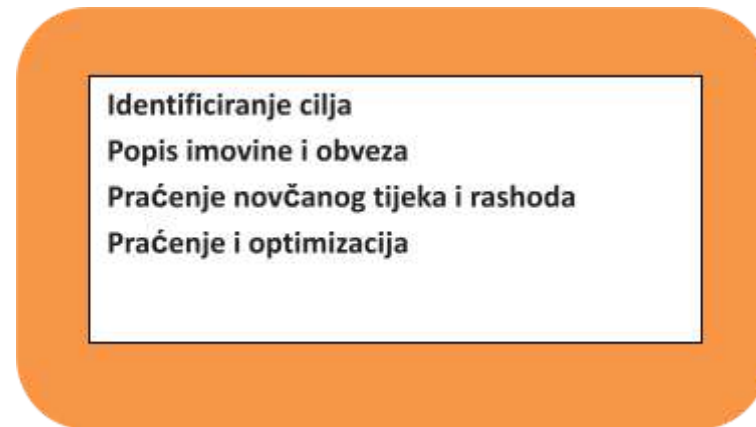 Identificiranje cilja
Popis imovine i obveza
Praćenje novčanog tijeka i rashoda
Praćenje i optimizacija